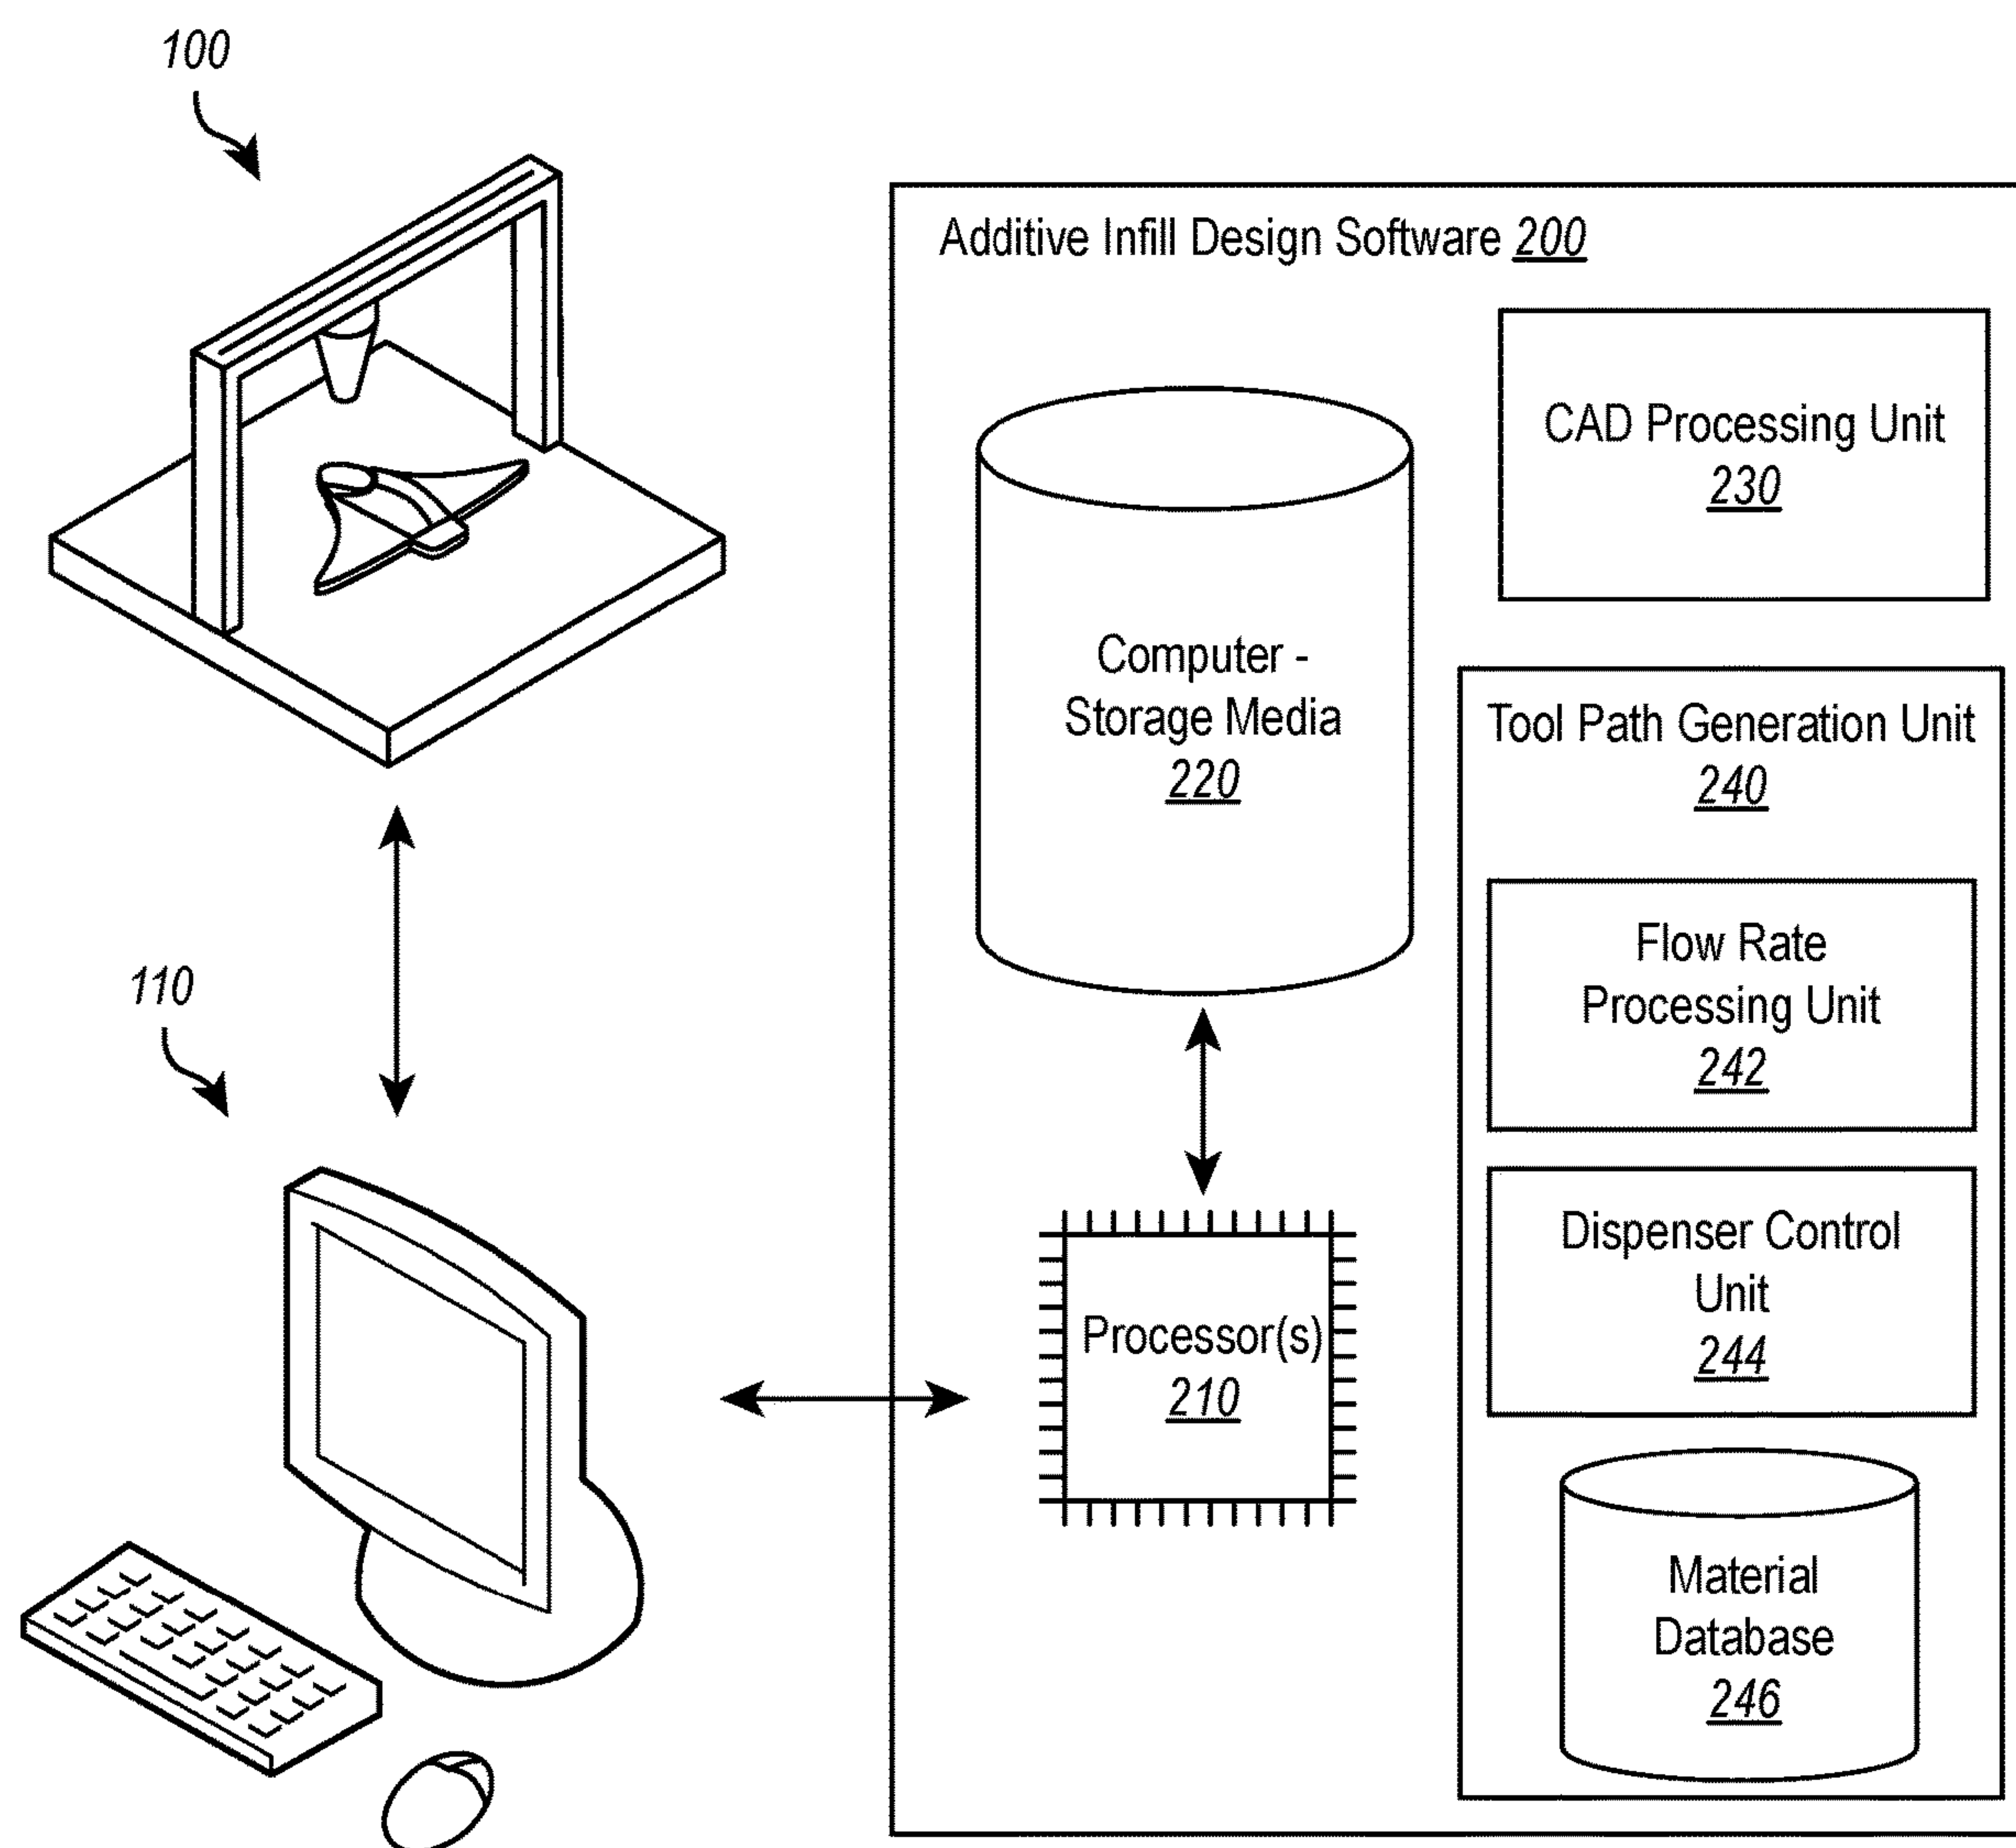 100
Additive Infill Design Software 200
CAD Processing Unit
230
Computer -
Storage Media
220
Tool Path Generation Unit
240
Flow Rate
Processing Unit
242
110
Dispenser Control
Unit
244
Processor(s)
210
Material
Database
246